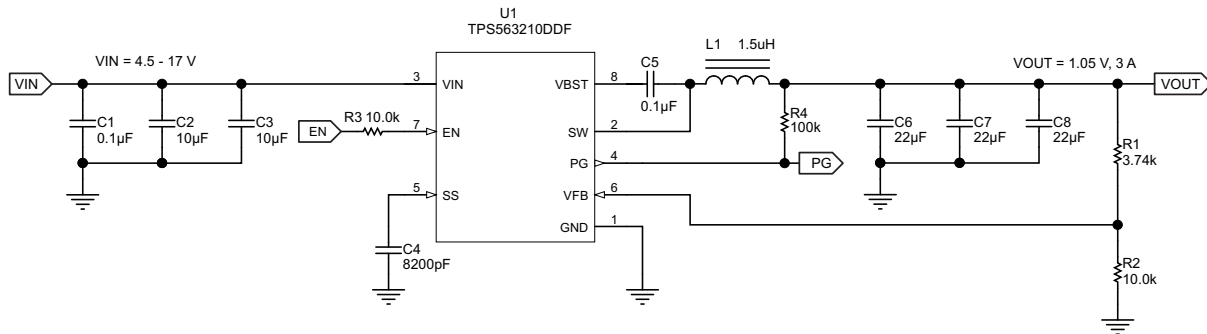 U1
TPS563210DDF
L1 1.5uH
VIN = 4.5 - 17 V
C5
VOUT = 1.05 V, 3 A
VIN
3
VIN
VBST
8
0.1µF
VOUT
C1
0.1µF
C2
10µF
C3
10µF
R3 10.0k
EN
7
EN
SW
2
R4
100k
C6
22µF
C7
22µF
C8
22µF
R1
3.74k
PG
4
PG
5
SS
VFB
6
GND
1
C4
8200pF
R2
10.0k